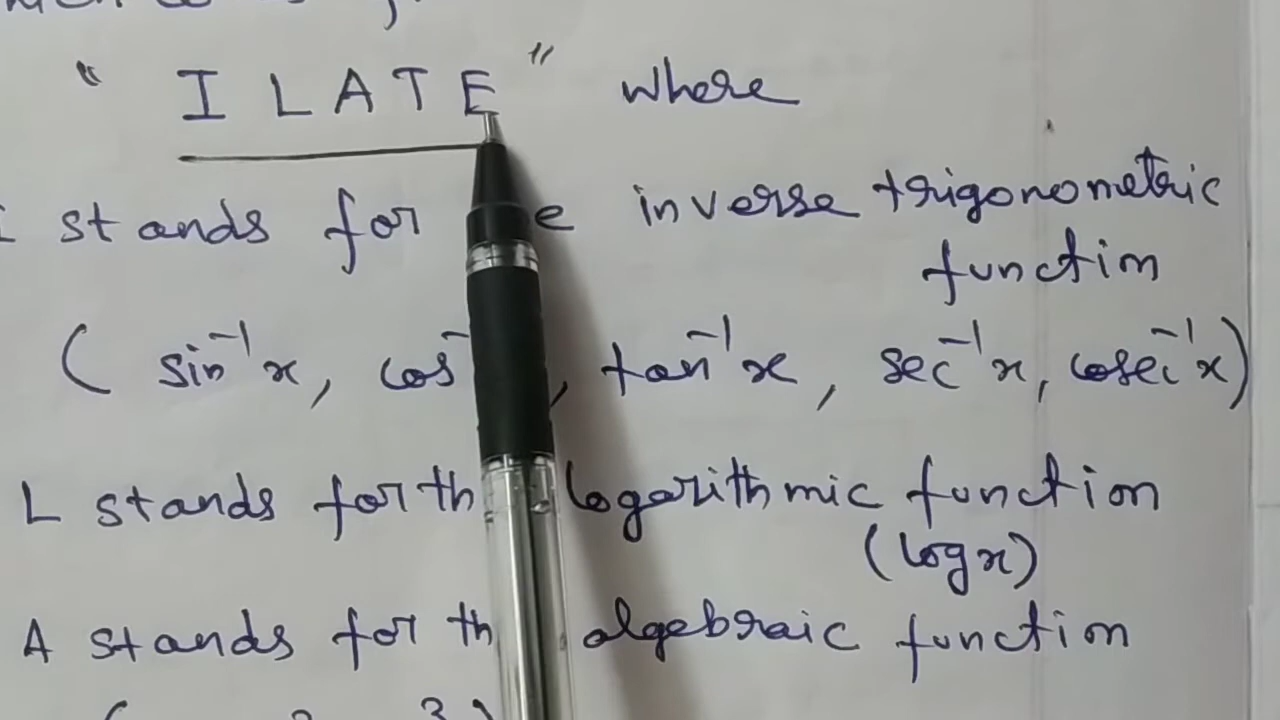 " I L A T E " where
I stands for inverse trigonometric
function
( sin⁻¹x, cos⁻, tan⁻¹x, sec⁻¹x, cosec⁻¹x)
L stands for th logarithmic function
(log x)
A stands for th algebraic function